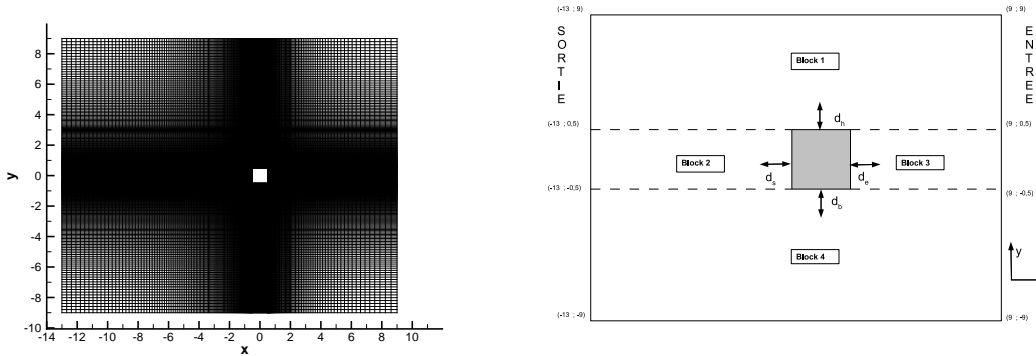 8
6
4
2
0
-2
-4
-6
-8
-10
y
-14 -12 -10 -8 -6 -4 -2 0 2 4 6 8 10
x
(-13 ; 9)
(9 ; 9)
SORTIE
ENTREE
Block 1
d_h
(-13 ; 0,5)
(9 ; 0,5)
Block 2
Block 3
d_s
d_e
(-13 ; -0,5)
(9 ; -0,5)
d_b
Block 4
y
(-13 ; -9)
(9 ; -9)